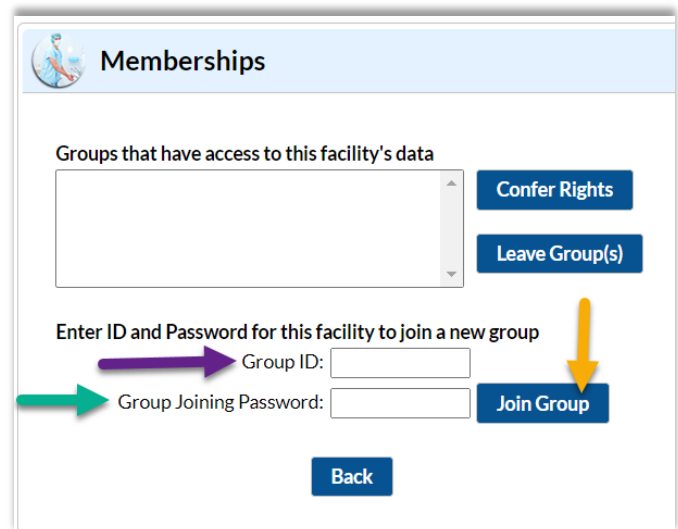 Memberships
Groups that have access to this facility's data
Confer Rights
Leave Group(s)
Enter ID and Password for this facility to join a new group
Group ID:
Group Joining Password:
Join Group
Back